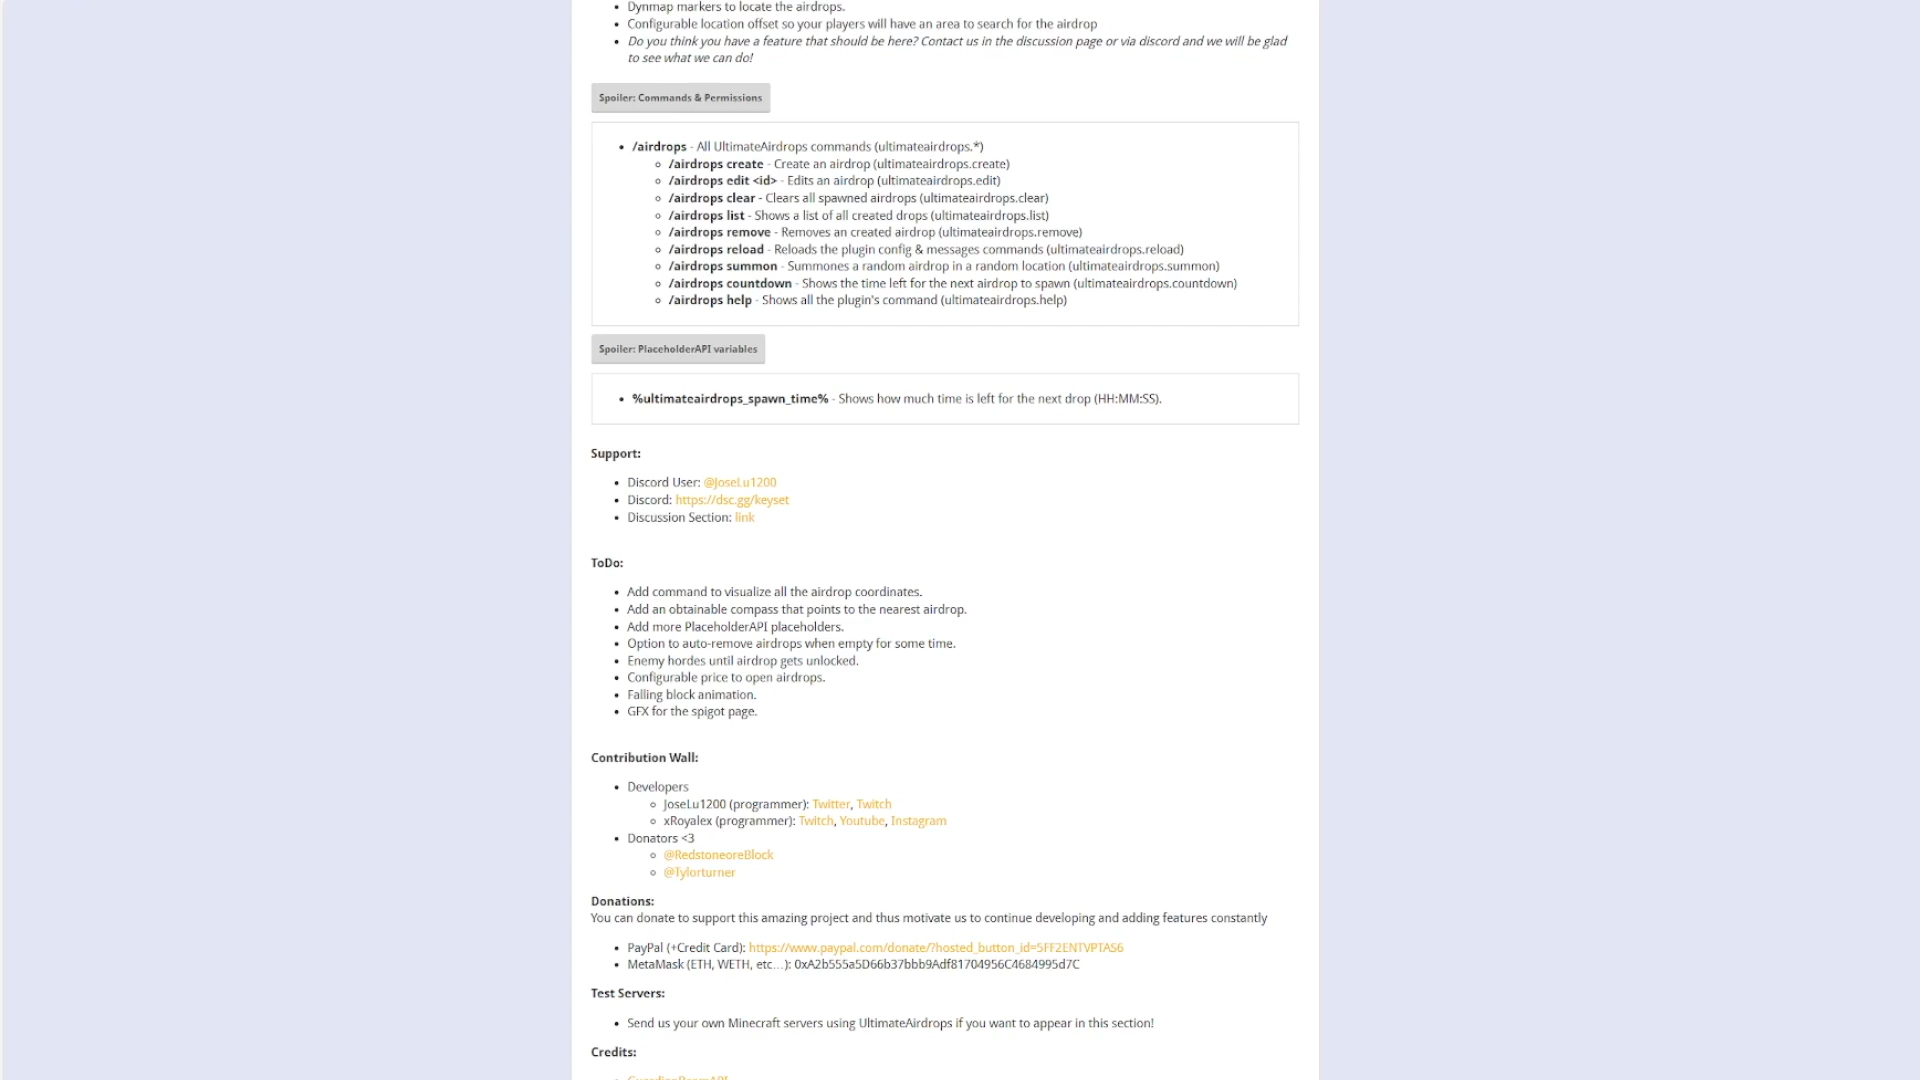 • Dynmap markers to locate the airdrops.
• Configurable location offset so your players will have an area to search for the airdrop
• Do you think you have a feature that should be here? Contact us in the discussion page or via discord and we will be glad
to see what we can do!
Spoiler: Commands & Permissions
• /airdrops - All UltimateAirdrops commands (ultimateairdrops.*)
◦ /airdrops create - Create an airdrop (ultimateairdrops.create)
◦ /airdrops edit <id> - Edits an airdrop (ultimateairdrops.edit)
◦ /airdrops clear - Clears all spawned airdrops (ultimateairdrops.clear)
◦ /airdrops list - Shows a list of all created drops (ultimateairdrops.list)
◦ /airdrops remove - Removes an created airdrop (ultimateairdrops.remove)
◦ /airdrops reload - Reloads the plugin config & messages commands (ultimateairdrops.reload)
◦ /airdrops summon - Summones a random airdrop in a random location (ultimateairdrops.summon)
◦ /airdrops countdown - Shows the time left for the next airdrop to spawn (ultimateairdrops.countdown)
◦ /airdrops help - Shows all the plugin's command (ultimateairdrops.help)
Spoiler: PlaceholderAPI variables
• %ultimateairdrops_spawn_time% - Shows how much time is left for the next drop (HH:MM:SS).
Support:
• Discord User: @JoseLu1200
• Discord: https://dsc.gg/keyset
• Discussion Section: link
ToDo:
• Add command to visualize all the airdrop coordinates.
• Add an obtainable compass that points to the nearest airdrop.
• Add more PlaceholderAPI placeholders.
• Option to auto-remove airdrops when empty for some time.
• Enemy hordes until airdrop gets unlocked.
• Configurable price to open airdrops.
• Falling block animation.
• GFX for the spigot page.
Contribution Wall:
• Developers
◦ JoseLu1200 (programmer): Twitter, Twitch
◦ xRoyalex (programmer): Twitch, Youtube, Instagram
• Donators <3
◦ @RedstoneoreBlock
◦ @Tylorturner
Donations:
You can donate to support this amazing project and thus motivate us to continue developing and adding features constantly
• PayPal (+Credit Card): https://www.paypal.com/donate/?hosted_button_id=5FF2ENTVPTAS6
• MetaMask (ETH, WETH, etc...): 0xA2b555a5D66b37bbb9Adf81704956C4684995d7C
Test Servers:
• Send us your own Minecraft servers using UltimateAirdrops if you want to appear in this section!
Credits: